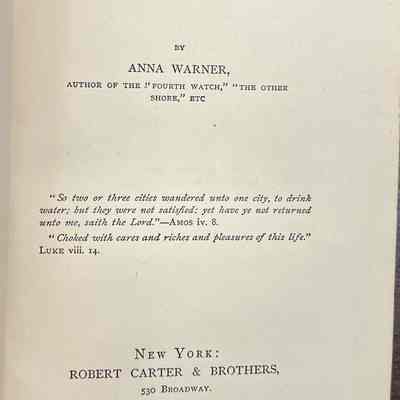 BY
ANNA WARNER,
AUTHOR OF THE "FOURTH WATCH," "THE OTHER
SHORE," ETC
"So two or three cities wandered unto one city, to drink
water; but they were not satisfied: yet have ye not returned
unto me, saith the Lord."—AMOS iv. 8.
"Choked with cares and riches and pleasures of this life."
LUKE viii. 14.
NEW YORK:
ROBERT CARTER & BROTHERS,
530 BROADWAY.